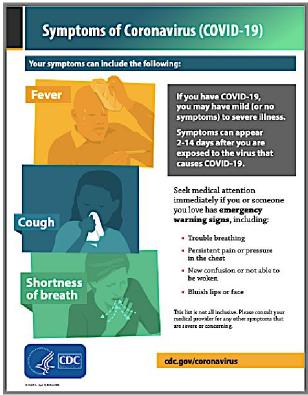 Symptoms of Coronavirus (COVID-19)
Your symptoms can include the following:
Fever
Cough
Shortness
of breath
If you have COVID-19,
you may have mild (or no
symptoms) to severe illness.
Symptoms can appear
2-14 days after you are
exposed to the virus that
causes COVID-19.
Seek medical attention
immediately if you or someone
you love has emergency
warning signs, including:
• Trouble breathing
• Persistent pain or pressure
in the chest
• New confusion or not able to
be woken
• Bluish lips or face
This list is not all inclusive. Please consult your
medical provider for any other symptoms that
are severe or concerning.
CDC
cdc.gov/coronavirus